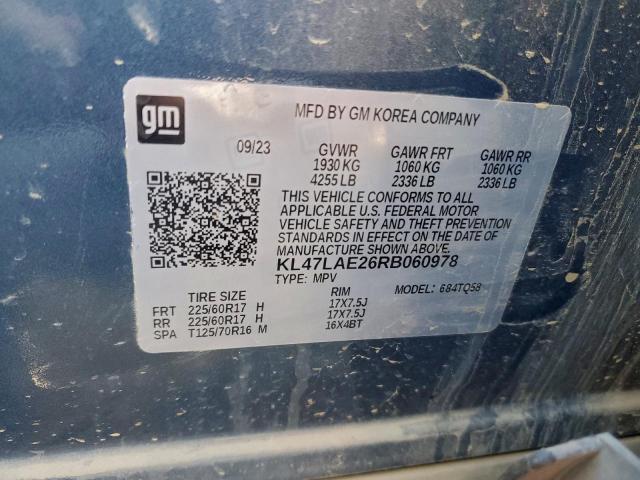 gm
MFD BY GM KOREA COMPANY
09/23 GVWR GAWR FRT GAWR RR
1930 KG 1060 KG 1060 KG
4255 LB 2336 LB 2336 LB
THIS VEHICLE CONFORMS TO ALL
APPLICABLE U.S. FEDERAL MOTOR
VEHICLE SAFETY AND THEFT PREVENTION
STANDARDS IN EFFECT ON THE DATE OF
MANUFACTURE SHOWN ABOVE.
KL47LAE26RB060978
TYPE: MPV MODEL: 684TQ58
TIRE SIZE RIM
FRT 225/60R17 H 17X7.5J
RR 225/60R17 H 17X7.5J
SPA T125/70R16 M 16X4BT